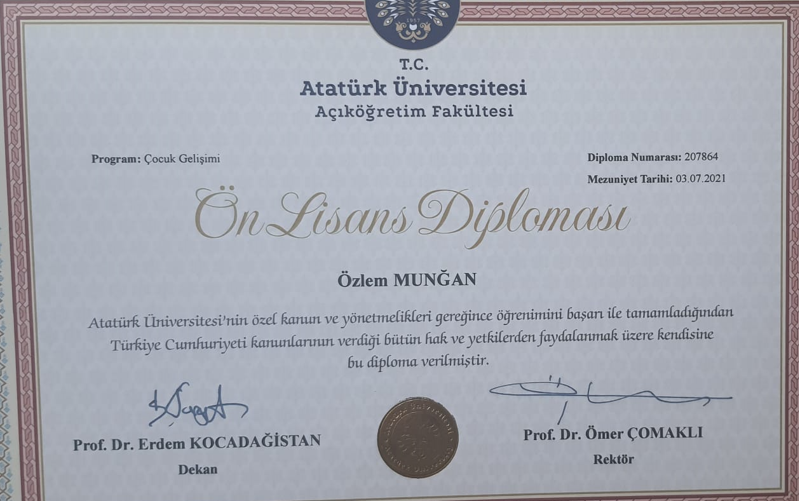 1957
T.C.
Atatürk Üniversitesi
Açıköğretim Fakültesi
Program: Çocuk Gelişimi
Diploma Numarası: 207864
Mezuniyet Tarihi: 03.07.2021
Ön Lisans Diploması
Özlem MUNĞAN
Atatürk Üniversitesi'nin özel kanun ve yönetmelikleri gereğince öğrenimini başarı ile tamamladığından
Türkiye Cumhuriyeti kanunlarının verdiği bütün hak ve yetkilerden faydalanmak üzere kendisine
bu diploma verilmiştir.
Prof. Dr. Erdem KOCADAĞISTAN
Dekan
Prof. Dr. Ömer ÇOMAKLI
Rektör